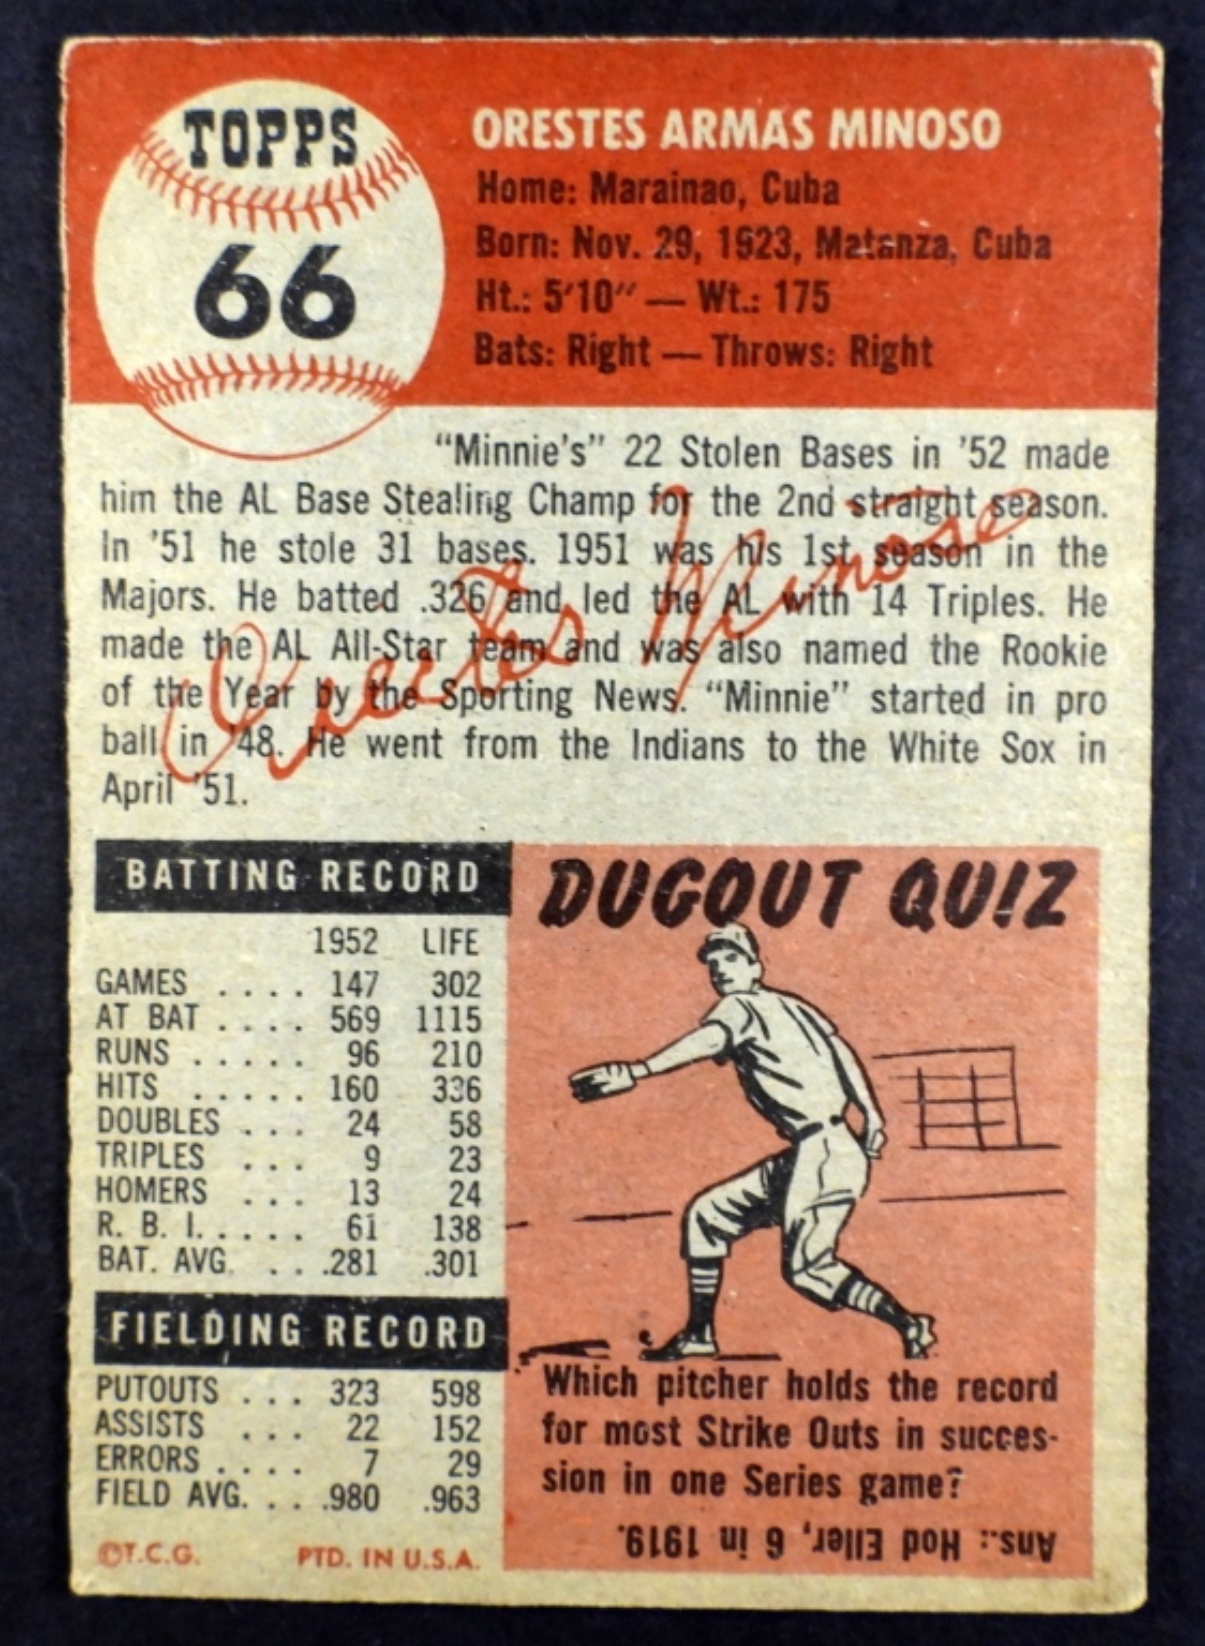 TOPPS
66
ORESTES ARMAS MINOSO
Home: Marainao, Cuba
Born: Nov. 29, 1923, Matanza, Cuba
Ht.: 5'10" — Wt.: 175
Bats: Right — Throws: Right
"Minnie's" 22 Stolen Bases in '52 made
him the AL Base Stealing Champ for the 2nd straight season.
In '51 he stole 31 bases. 1951 was his 1st season in the
Majors. He batted .326 and led the AL with 14 Triples. He
made the AL All-Star team and was also named the Rookie
of the Year by the Sporting News. "Minnie" started in pro
ball in '48. He went from the Indians to the White Sox in
April '51.
Orestes Miñoso
BATTING RECORD
1952 LIFE
GAMES .... 147 302
AT BAT .... 569 1115
RUNS ..... 96 210
HITS ..... 160 336
DOUBLES ... 24 58
TRIPLES ... 9 23
HOMERS ... 13 24
R. B. I. .... 61 138
BAT. AVG. ... .281 .301
FIELDING RECORD
PUTOUTS ... 323 598
ASSISTS ... 22 152
ERRORS .... 7 29
FIELD AVG. ... .980 .963
©T.C.G. PTD. IN U.S.A.
DUGOUT QUIZ
Which pitcher holds the record
for most Strike Outs in succes-
sion in one Series game?
Ans.: Hod Eller, 6 in 1919.